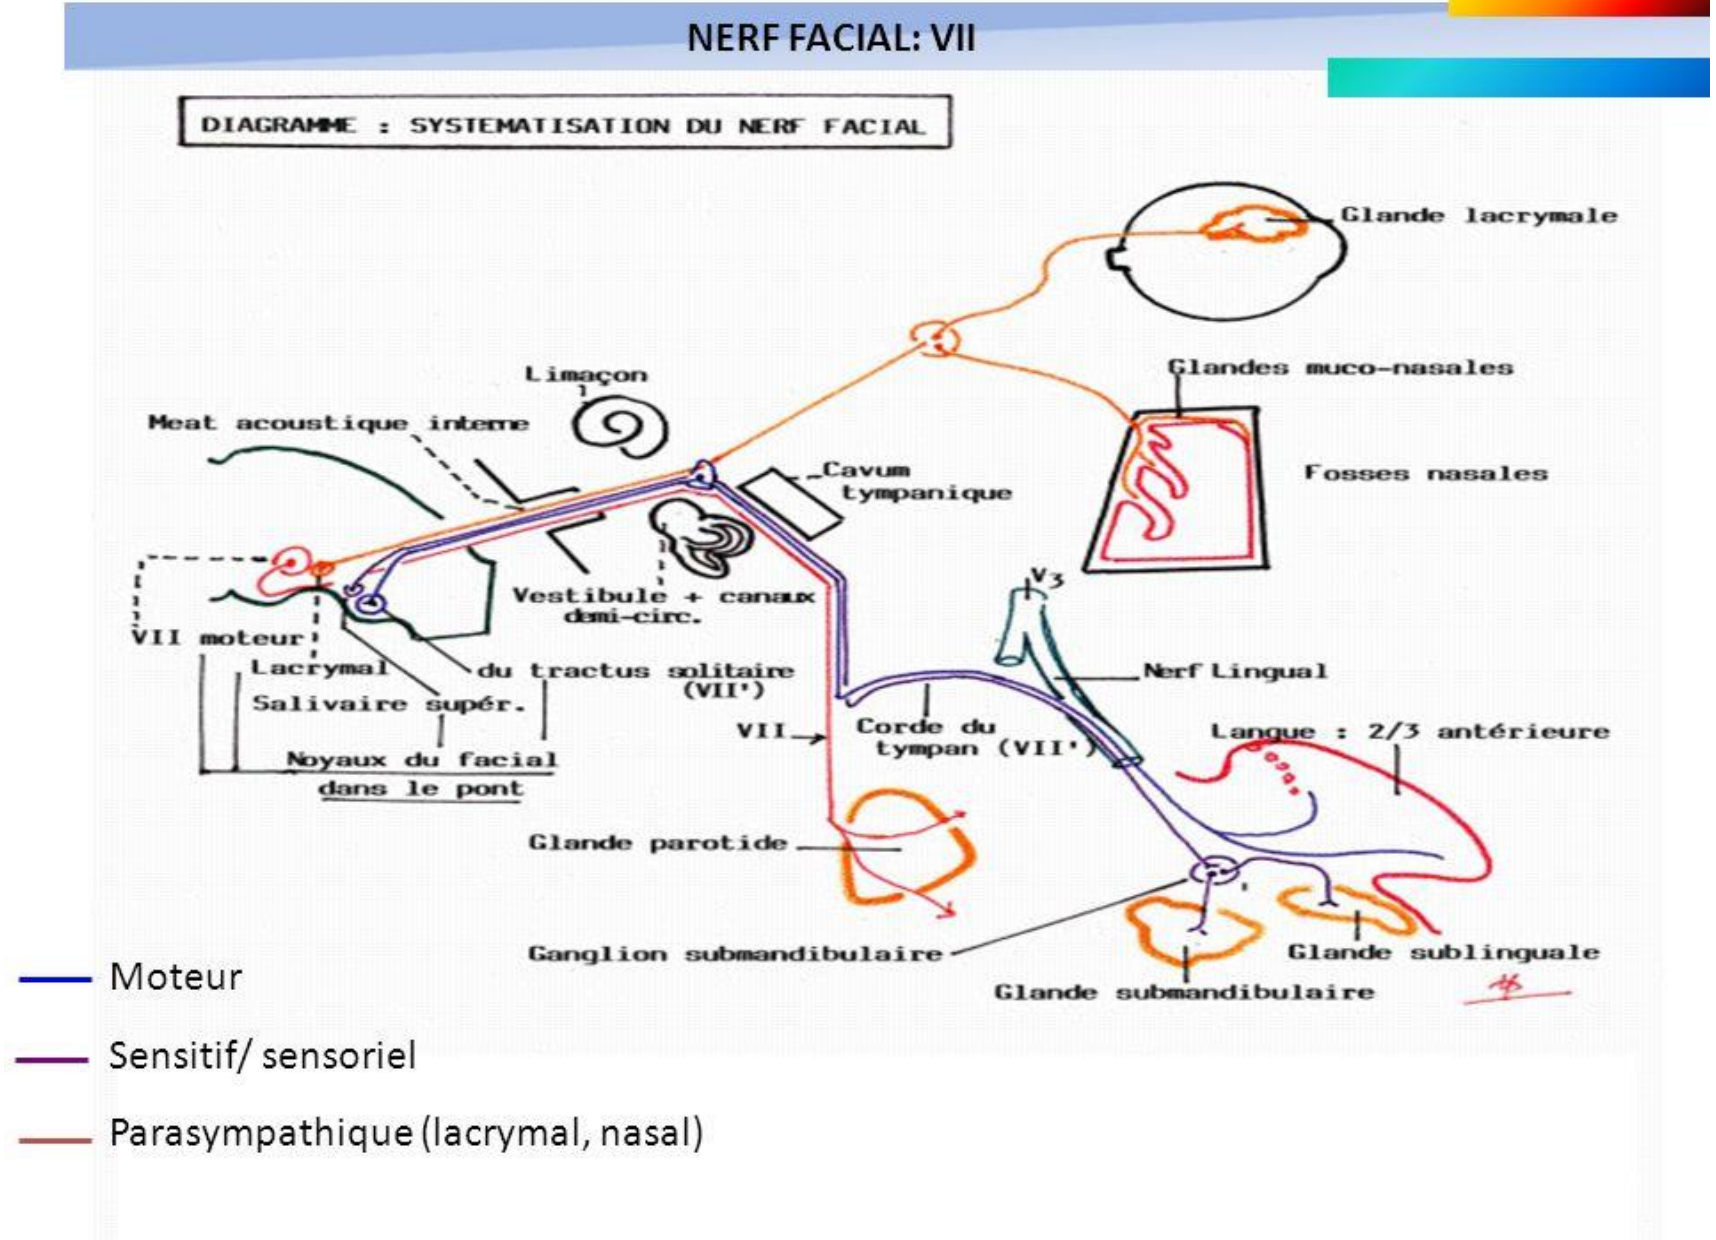 NERF FACIAL: VII
DIAGRAMME : SYSTEMATISATION DU NERF FACIAL
Glande lacrymale
Limaçon
Glandes muco-nasales
Meat acoustique interne
Cavum
tympanique
Fosses nasales
V3
Vestibule + canaux
demi-circ.
VII moteur
Lacrymal
du tractus solitaire
(VII')
Nerf Lingual
Salivaire supér.
VII
Corde du
tympan (VII')
Langue : 2/3 antérieure
Noyaux du facial
dans le pont
Glande parotide
Ganglion submandibulaire
Glande sublinguale
Glande submandibulaire
Moteur
Sensitif/ sensoriel
Parasympathique (lacrymal, nasal)